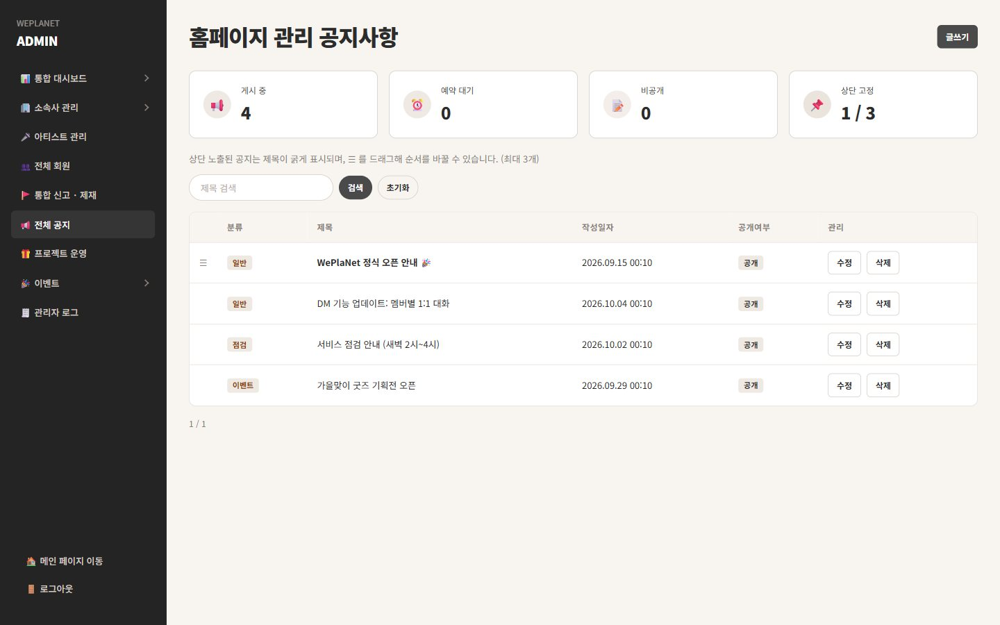 WEPLANET
ADMIN
통합 대시보드
소속사 관리
아티스트 관리
전체 회원
통합 신고 · 제재
전체 공지
프로젝트 운영
이벤트
관리자 로그
메인 페이지 이동
로그아웃
홈페이지 관리 공지사항
글쓰기
게시 중
4
예약 대기
0
비공개
0
상단 고정
1 / 3
상단 노출된 공지는 제목이 굵게 표시되며, ☰ 를 드래그해 순서를 바꿀 수 있습니다. (최대 3개)
제목 검색 검색 초기화
분류 제목 작성일자 공개여부 관리
☰ 일반 WePlaNet 정식 오픈 안내 🎉 2026.09.15 00:10 공개 수정 삭제
일반 DM 기능 업데이트: 멤버별 1:1 대화 2026.10.04 00:10 공개 수정 삭제
점검 서비스 점검 안내 (새벽 2시~4시) 2026.10.02 00:10 공개 수정 삭제
이벤트 가을맞이 굿즈 기획전 오픈 2026.09.29 00:10 공개 수정 삭제
1 / 1